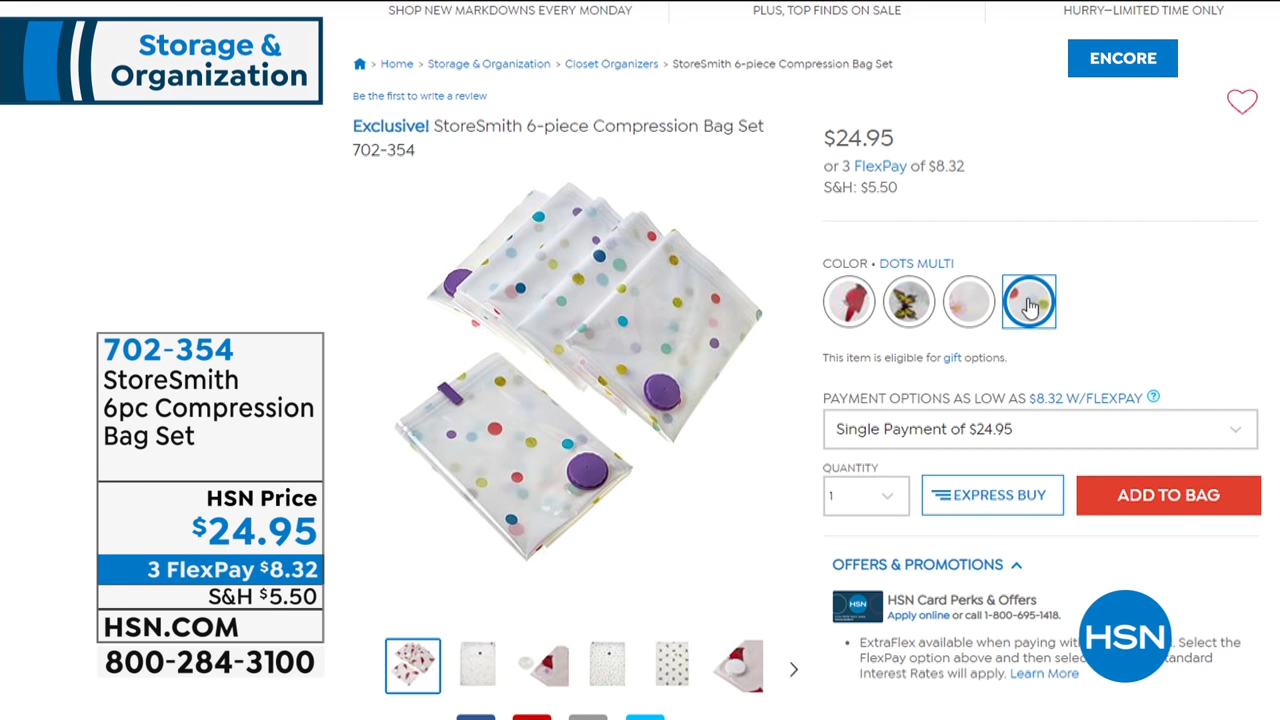 SHOP NEW MARKDOWNS EVERY MONDAY
PLUS, TOP FINDS ON SALE
HURRY—LIMITED TIME ONLY
Storage &
Organization
> Home > Storage & Organization > Closet Organizers > StoreSmith 6-piece Compression Bag Set
ENCORE
Be the first to write a review
Exclusive! StoreSmith 6-piece Compression Bag Set
702-354
$24.95
or 3 FlexPay of $8.32
S&H: $5.50
COLOR • DOTS MULTI
This item is eligible for gift options.
PAYMENT OPTIONS AS LOW AS $8.32 W/FLEXPAY ?
Single Payment of $24.95
QUANTITY
1
EXPRESS BUY
ADD TO BAG
OFFERS & PROMOTIONS
HSN
HSN Card Perks & Offers
Apply online or call 1-800-695-1418.
• ExtraFlex available when paying wit . Select the
FlexPay option above and then selec tandard
Interest Rates will apply. Learn More
HSN
702-354
StoreSmith
6pc Compression
Bag Set
HSN Price
$24.95
3 FlexPay $8.32
S&H $5.50
HSN.COM
800-284-3100